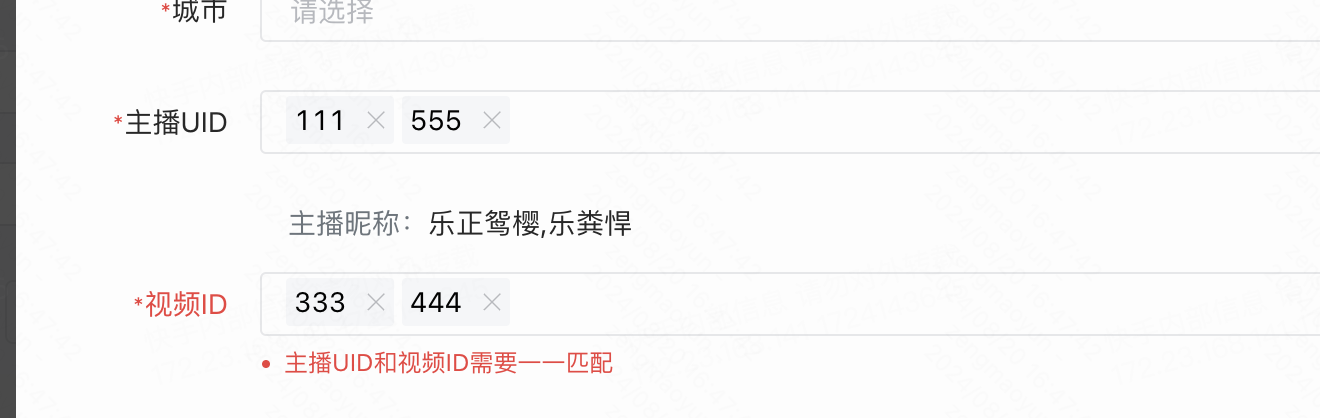 *城市 请选择
*主播UID 111 × 555 ×
主播昵称：乐正鸳樱,乐粪悍
*视频ID 333 × 444 ×
• 主播UID和视频ID需要一一匹配